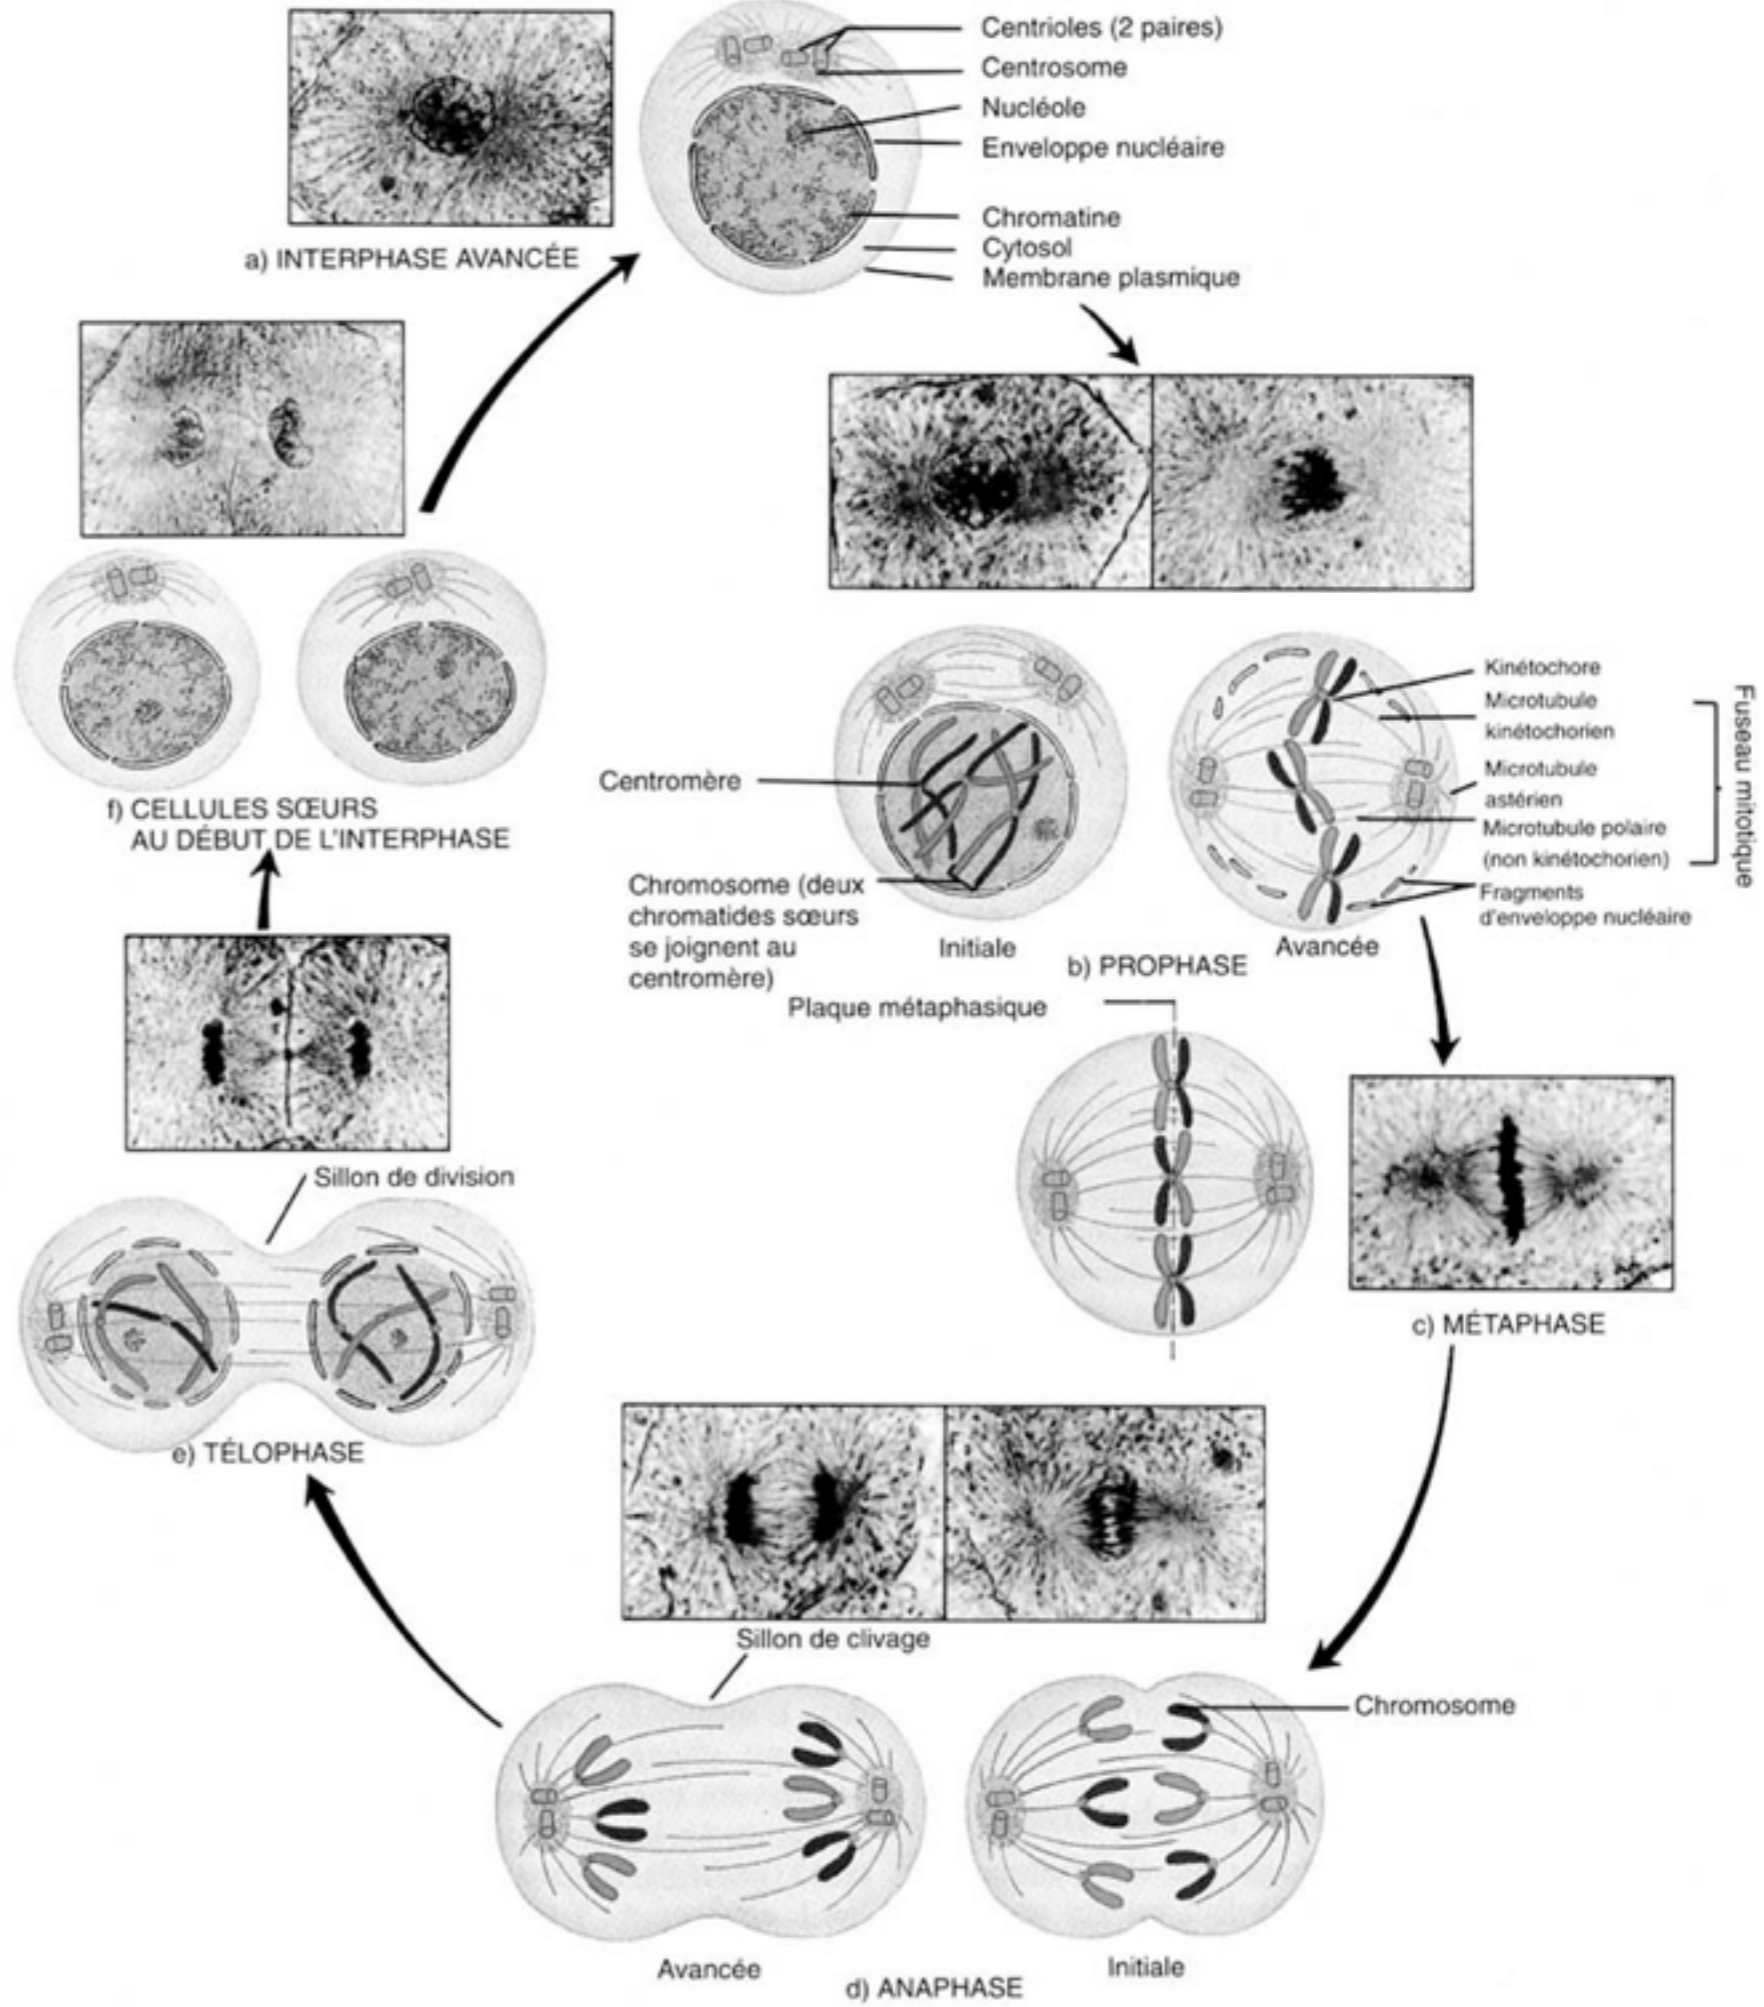 Centrioles (2 paires)
Centrosome
Nucléole
Enveloppe nucléaire
Chromatine
Cytosol
Membrane plasmique
a) INTERPHASE AVANCÉE
Kinétochore
Microtubule
kinétochorien
Microtubule
astérien
Microtubule polaire
(non kinétochorien)
Fragments
d'enveloppe nucléaire
Fuseau mitotique
Centromère
Chromosome (deux
chromatides sœurs
se joignent au
centromère)
Initiale
Avancée
b) PROPHASE
Plaque métaphasique
c) MÉTAPHASE
Chromosome
Sillon de clivage
Avancée
Initiale
d) ANAPHASE
Sillon de division
e) TÉLOPHASE
f) CELLULES SŒURS
AU DÉBUT DE L'INTERPHASE